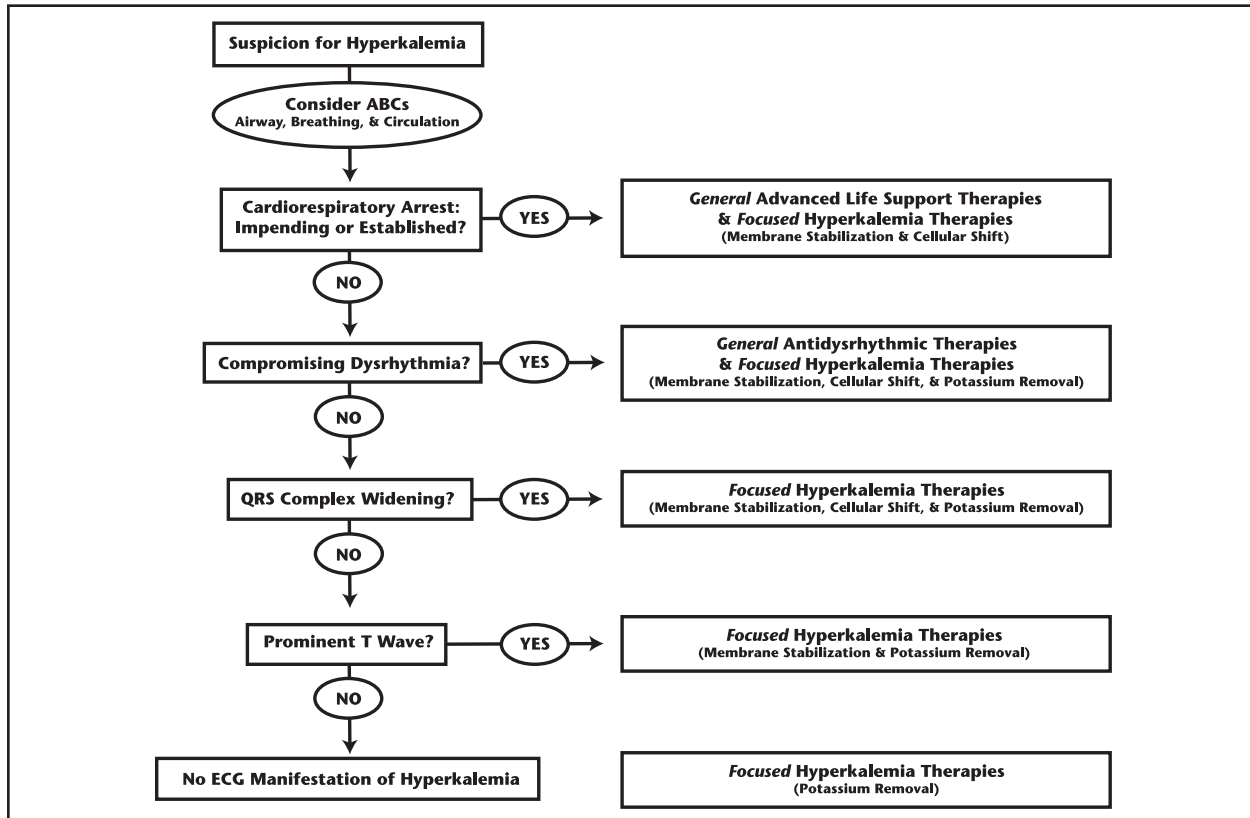 Suspicion for Hyperkalemia
Consider ABCs
Airway, Breathing, & Circulation
Cardiorespiratory Arrest:
Impending or Established?
YES
General Advanced Life Support Therapies
& Focused Hyperkalemia Therapies
(Membrane Stabilization & Cellular Shift)
NO
Compromising Dysrhythmia?
YES
General Antidysrhythmic Therapies
& Focused Hyperkalemia Therapies
(Membrane Stabilization, Cellular Shift, & Potassium Removal)
NO
QRS Complex Widening?
YES
Focused Hyperkalemia Therapies
(Membrane Stabilization, Cellular Shift, & Potassium Removal)
NO
Prominent T Wave?
YES
Focused Hyperkalemia Therapies
(Membrane Stabilization & Potassium Removal)
NO
No ECG Manifestation of Hyperkalemia
Focused Hyperkalemia Therapies
(Potassium Removal)